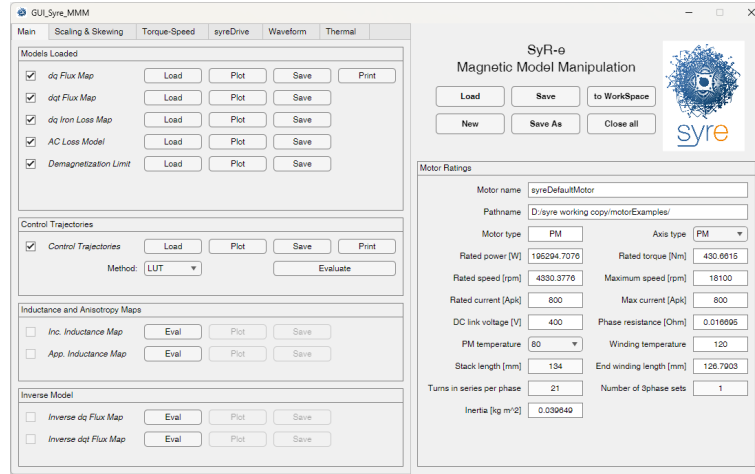 GUI_Syre_MMM
Main Scaling & Skewing Torque-Speed syreDrive Waveform Thermal
Models Loaded
dq Flux Map Load Plot Save Print
dqt Flux Map Load Plot Save
dq Iron Loss Map Load Plot Save
AC Loss Model Load Plot Save
Demagnetization Limit Load Plot Save
Control Trajectories
Control Trajectories Load Plot Save Print
Method: LUT Evaluate
Inductance and Anisotropy Maps
Inc. Inductance Map Eval Plot Save
App. Inductance Map Eval Plot Save
Inverse Model
Inverse dq Flux Map Eval Plot Save
Inverse dqt Flux Map Eval Plot Save
SyR-e
Magnetic Model Manipulation
Load Save to WorkSpace
New Save As Close all
syre
Motor Ratings
Motor name syreDefaultMotor
Pathname D:/syre working copy/motorExamples/
Motor type PM Axis type PM
Rated power [W] 195294.7076 Rated torque [Nm] 430.6615
Rated speed [rpm] 4330.3776 Maximum speed [rpm] 18100
Rated current [Apk] 800 Max current [Apk] 800
DC link voltage [V] 400 Phase resistance [Ohm] 0.016695
PM temperature 80 Winding temperature 120
Stack length [mm] 134 End winding length [mm] 126.7903
Turns in series per phase 21 Number of 3phase sets 1
Inertia [kg m^2] 0.039649